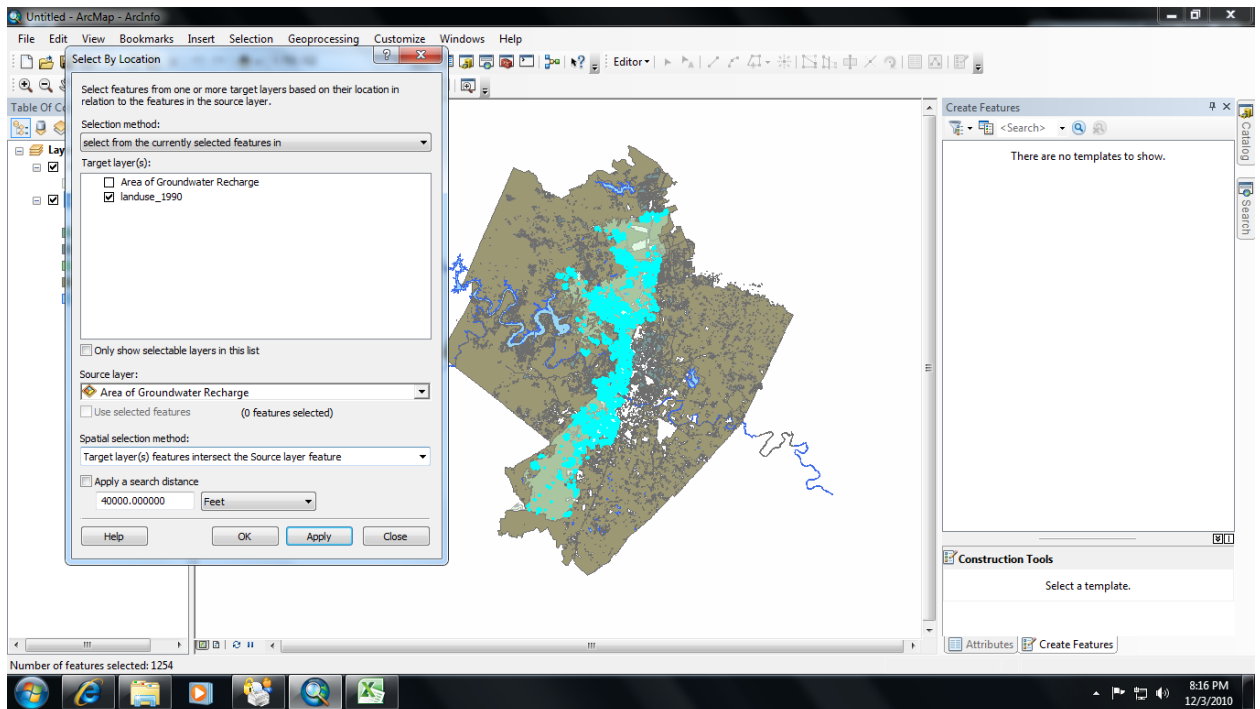 Untitled - ArcMap - ArcInfo
File Edit View Bookmarks Insert Selection Geoprocessing Customize Windows Help
Select By Location
Editor
Select features from one or more target layers based on their location in
relation to the features in the source layer.
Selection method:
select from the currently selected features in
Target layer(s):
Area of Groundwater Recharge
landuse_1990
Only show selectable layers in this list
Source layer:
Area of Groundwater Recharge
Use selected features (0 features selected)
Spatial selection method:
Target layer(s) features intersect the Source layer feature
Apply a search distance
40000.000000 Feet
Help OK Apply Close
Table Of Co
Lay
Create Features
<Search>
There are no templates to show.
Catalog
Search
Construction Tools
Select a template.
Attributes Create Features
Number of features selected: 1254
8:16 PM
12/3/2010